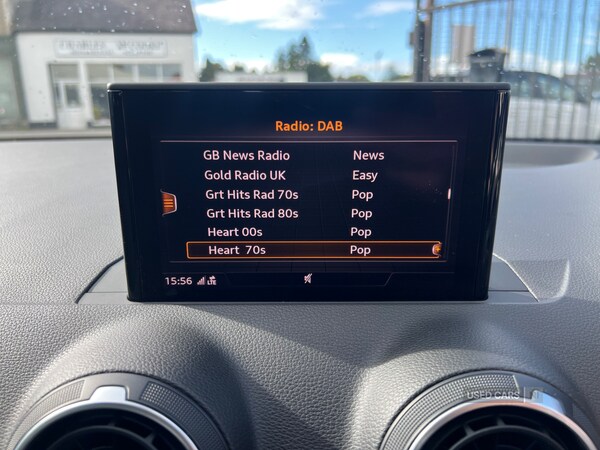 Radio: DAB
GB News Radio News
Gold Radio UK Easy
Grt Hits Rad 70s Pop
Grt Hits Rad 80s Pop
Heart 00s Pop
Heart 70s Pop
15:56 LTE
USED CARS